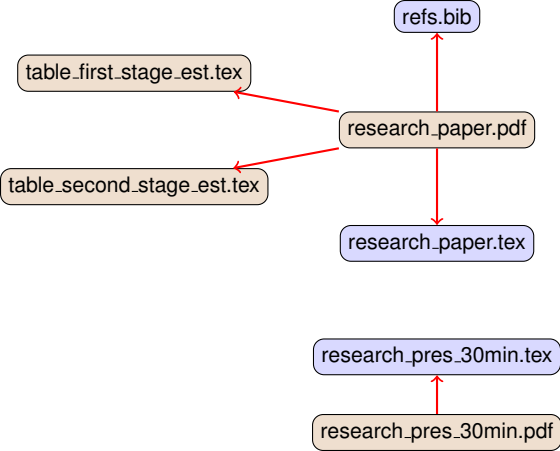 refs.bib
table_first_stage_est.tex
research_paper.pdf
table_second_stage_est.tex
research_paper.tex
research_pres_30min.tex
research_pres_30min.pdf